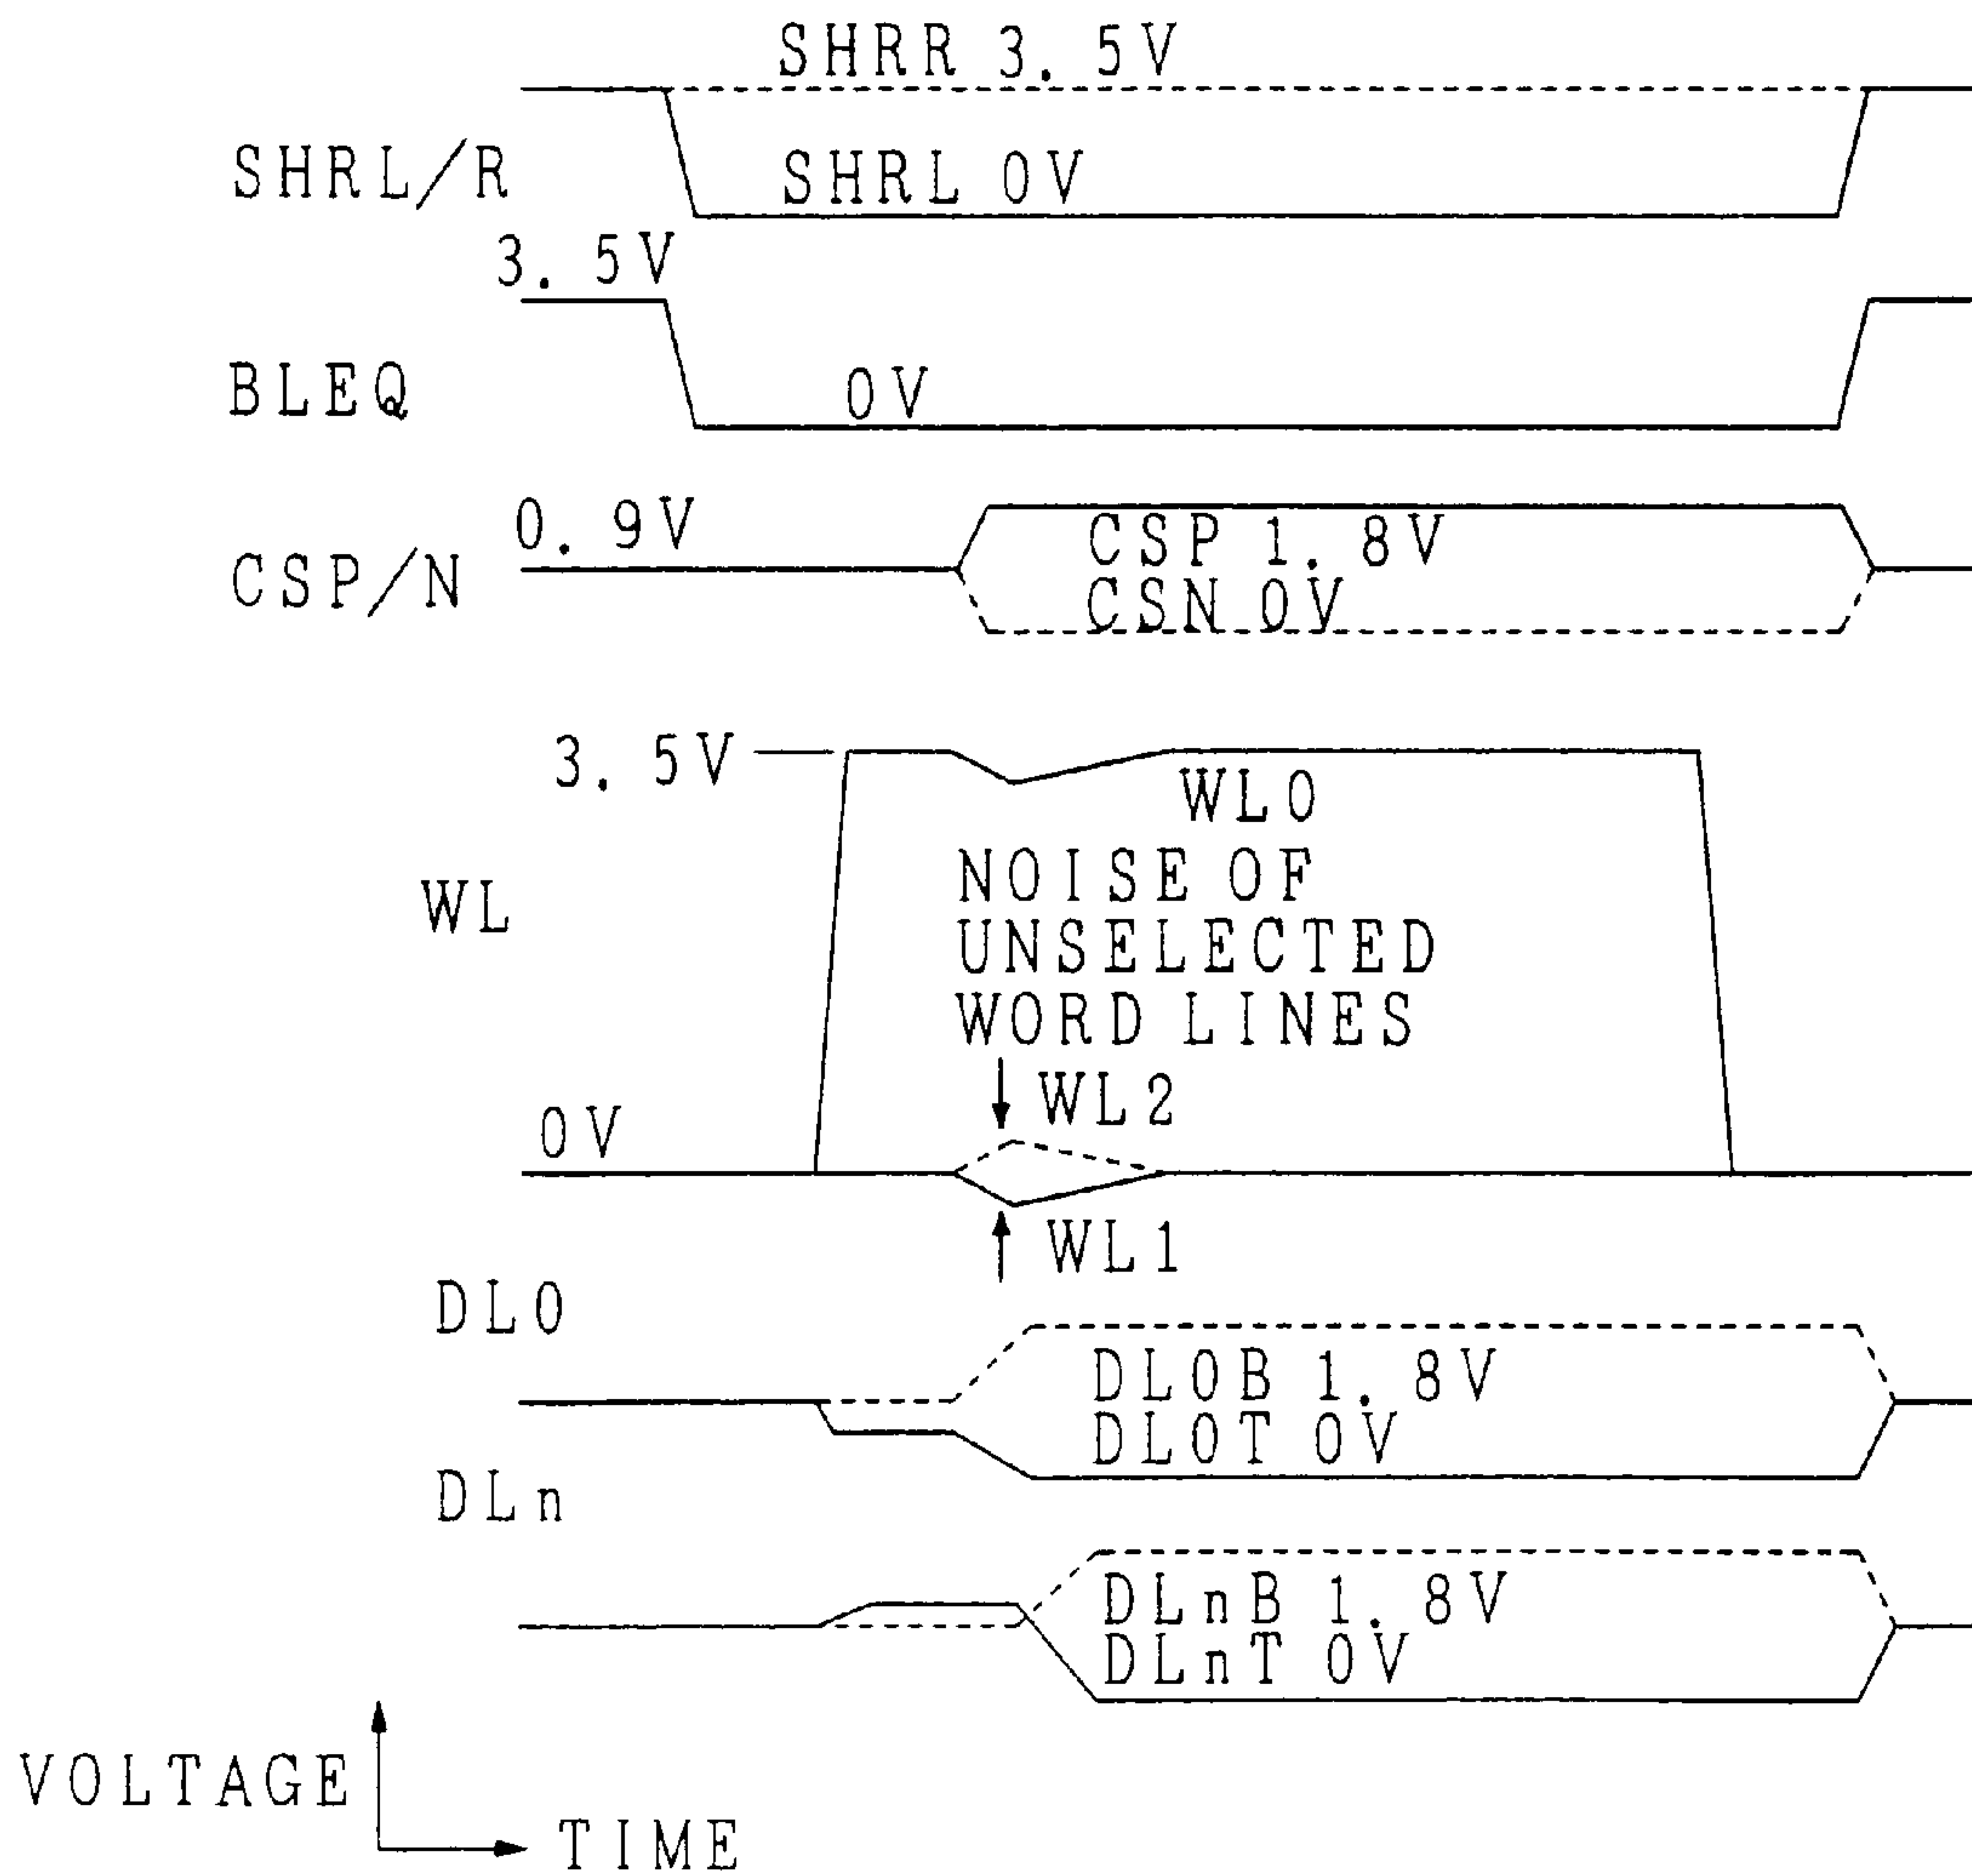 SHRR 3.5V
SHRL/R
SHRL 0V
3.5V
BLEQ
0V
0.9V
CSP 1.8V
CSP/N
CSN 0V
3.5V
WL0
NOISE OF
UNSELECTED
WORD LINES
WL
WL2
0V
WL1
DL0
DL0B 1.8V
DL0T 0V
DLn
DLnB 1.8V
DLnT 0V
VOLTAGE
TIME